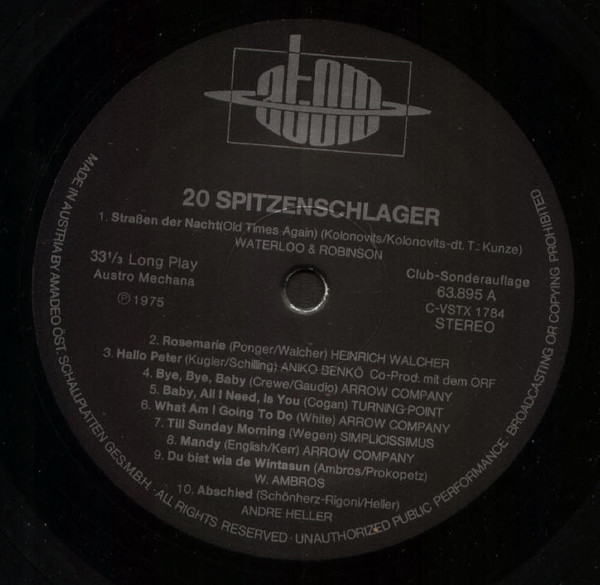 atom
sound
20 SPITZENSCHLAGER
1. Straßen der Nacht(Old Times Again) (Kolonovits/Kolonovits-dt. T.: Kunze)
WATERLOO & ROBINSON
33 1/3 Long Play
Austro Mechana
℗ 1975
Club-Sonderauflage
63.895 A
C-VSTX 1784
STEREO
2. Rosemarie (Ponger/Walcher) HEINRICH WALCHER
3. Hallo Peter (Kugler/Schilling) ANIKO BENKÖ Co-Prod. mit dem ORF
4. Bye, Bye, Baby (Crewe/Gaudio) ARROW COMPANY
5. Baby, All I Need, Is You (Cogan) TURNING-POINT
6. What Am I Going To Do (White) ARROW COMPANY
7. Till Sunday Morning (Wegen) SIMPLICISSIMUS
8. Mandy (English/Kerr) ARROW COMPANY
9. Du bist wia de Wintasun (Ambros/Prokopetz)
W. AMBROS
10. Abschied (Schönherz-Rigoni/Heller)
ANDRE HELLER
MADE IN AUSTRIA BY AMADEO ÖST. SCHALLPLATTEN GES.M.B.H. · ALL RIGHTS RESERVED · UNAUTHORIZED PUBLIC PERFORMANCE · BROADCASTING OR COPYING PROHIBITED